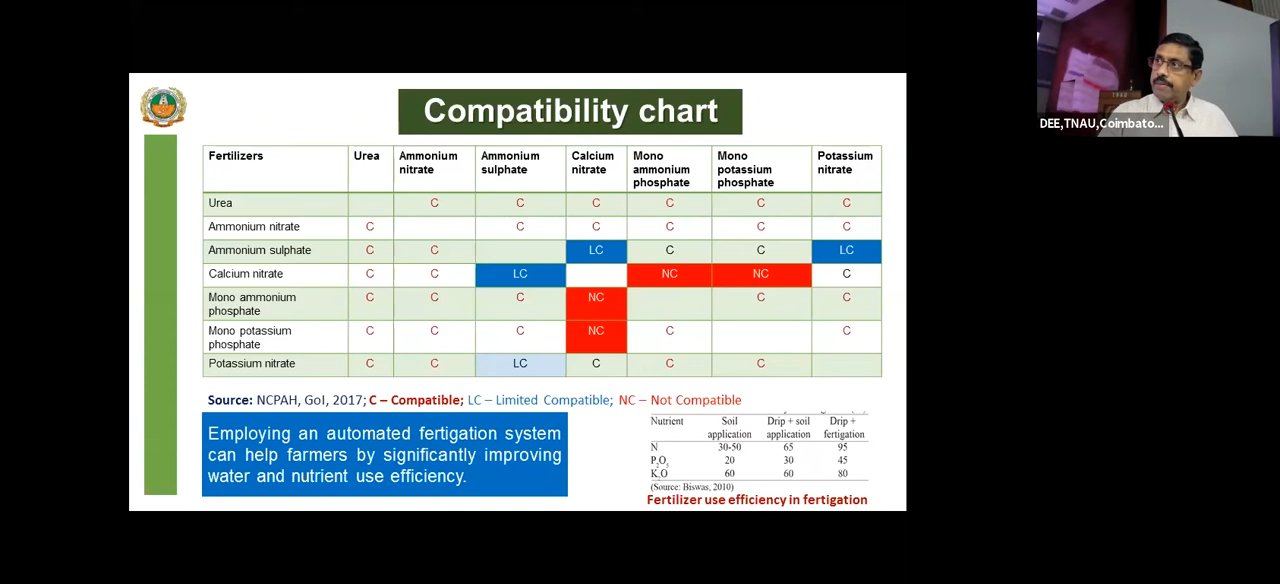 Compatibility chart
Fertilizers Urea Ammonium nitrate Ammonium sulphate Calcium nitrate Mono ammonium phosphate Mono potassium phosphate Potassium nitrate
Urea C C C C C C
Ammonium nitrate C C C C C C
Ammonium sulphate C C LC C C LC
Calcium nitrate C C LC NC NC C
Mono ammonium phosphate C C C NC C C
Mono potassium phosphate C C C NC C C
Potassium nitrate C C LC C C C
Source: NCPAH, GoI, 2017; C – Compatible; LC – Limited Compatible; NC – Not Compatible
Employing an automated fertigation system
can help farmers by significantly improving
water and nutrient use efficiency.
Nutrient Soil application Drip + soil application Drip + fertigation
N 30-50 65 95
P2O5 20 30 45
K2O 60 60 80
(Source: Biswas, 2010)
Fertilizer use efficiency in fertigation
TNAU
DEE,TNAU,Coimbato...